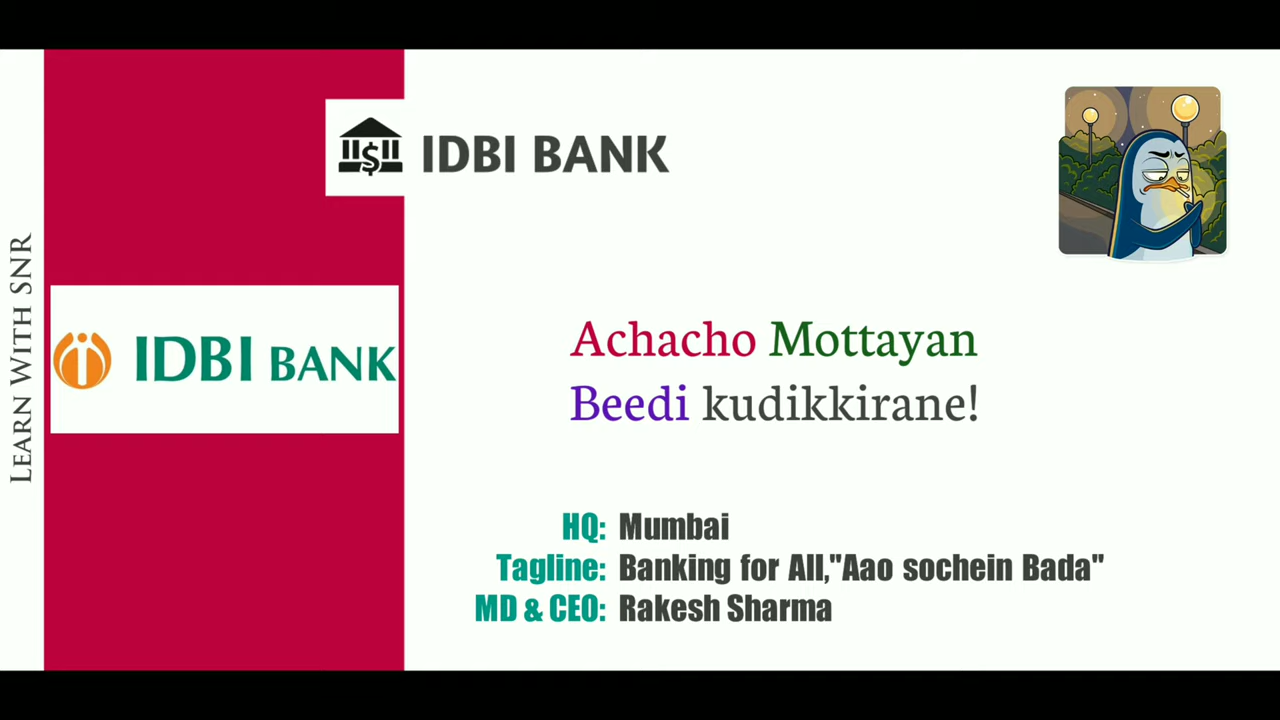 LEARN WITH SNR
IDBI BANK
IDBI BANK
Achacho Mottayan
Beedi kudikkirane!
HQ: Mumbai
Tagline: Banking for All,"Aao sochein Bada"
MD & CEO: Rakesh Sharma